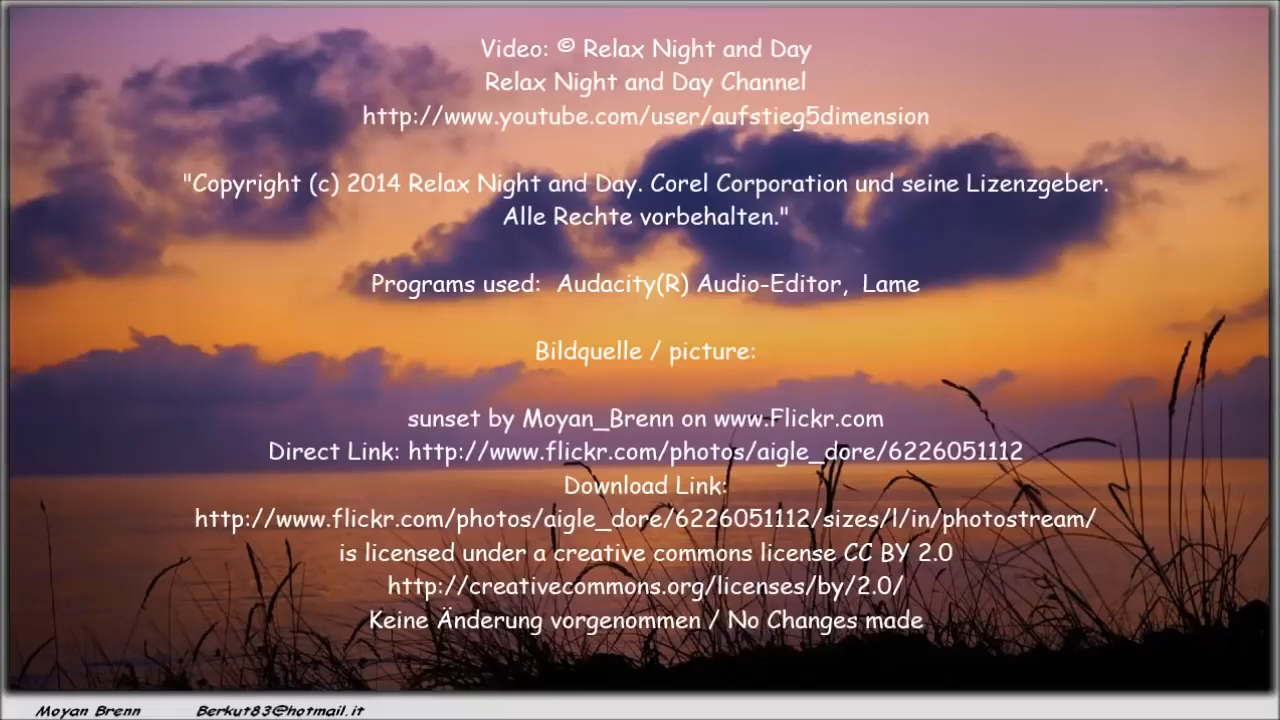 Video: © Relax Night and Day
Relax Night and Day Channel
http://www.youtube.com/user/aufstieg5dimension
"Copyright (c) 2014 Relax Night and Day. Corel Corporation und seine Lizenzgeber.
Alle Rechte vorbehalten."
Programs used:  Audacity(R) Audio-Editor,  Lame
Bildquelle / picture:
sunset by Moyan_Brenn on www.Flickr.com
Direct Link: http://www.flickr.com/photos/aigle_dore/6226051112
Download Link:
http://www.flickr.com/photos/aigle_dore/6226051112/sizes/l/in/photostream/
is licensed under a creative commons license CC BY 2.0
http://creativecommons.org/licenses/by/2.0/
Keine Änderung vorgenommen / No Changes made
Moyan Brenn Berkut83@hotmail.it